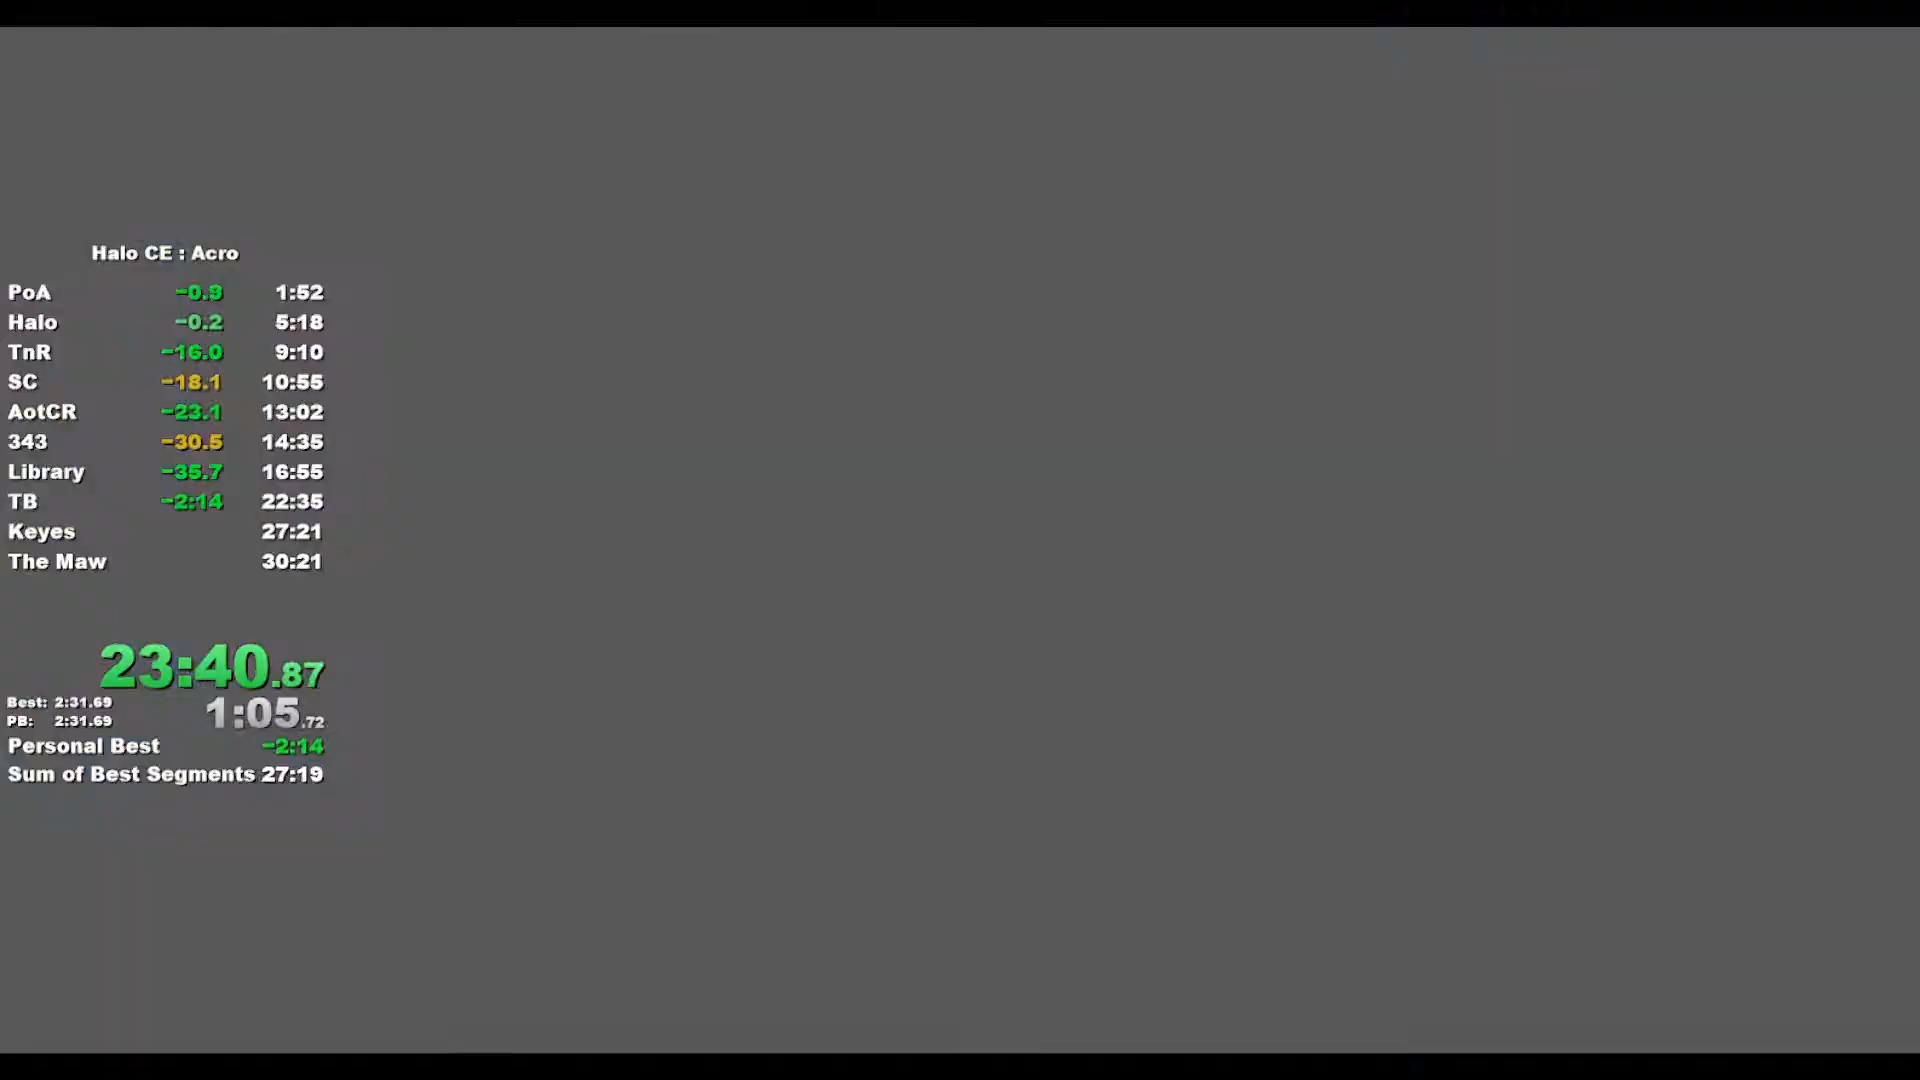 Halo CE : Acro
PoA -0.9 1:52
Halo -0.2 5:18
TnR -16.0 9:10
SC -18.1 10:55
AotCR -23.1 13:02
343 -30.5 14:35
Library -35.7 16:55
TB -2:14 22:35
Keyes 27:21
The Maw 30:21
23:40.87
Best: 2:31.69 1:05.72
PB: 2:31.69
Personal Best -2:14
Sum of Best Segments 27:19